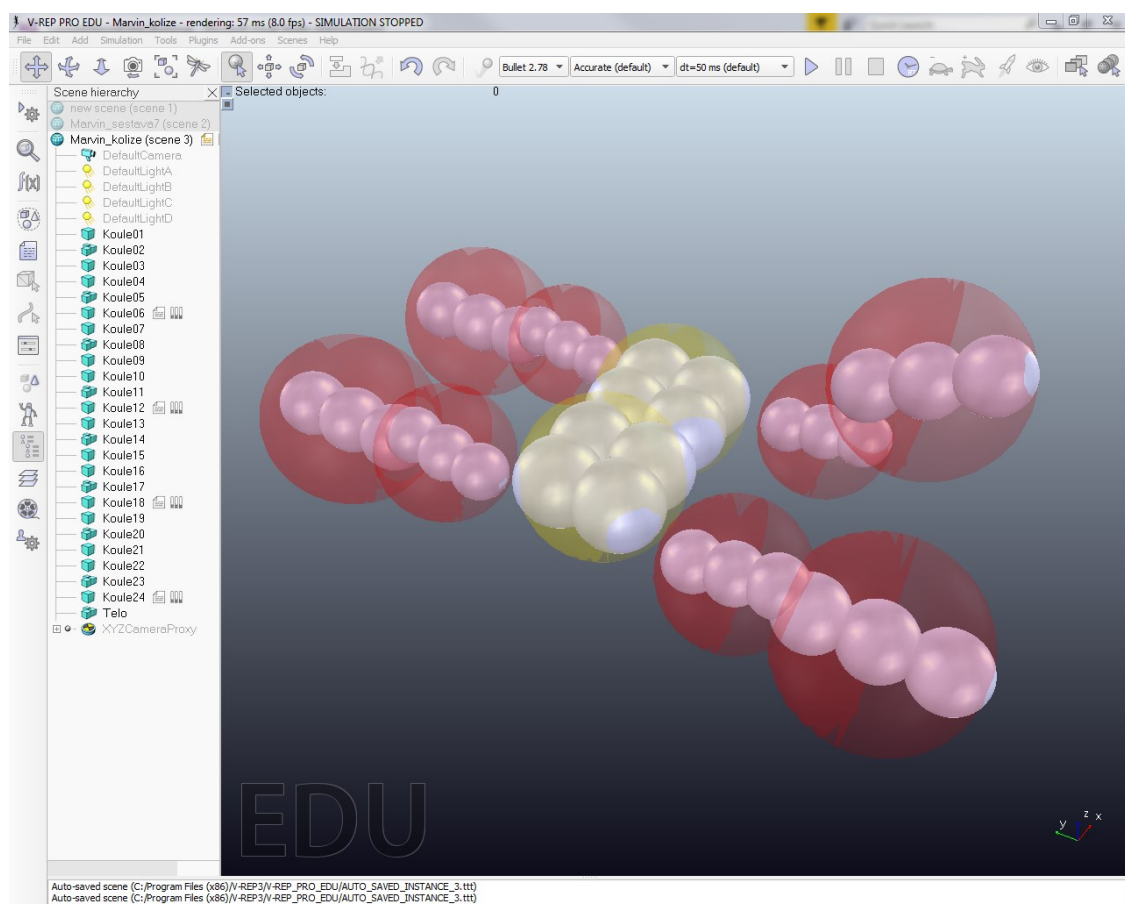 V-REP PRO EDU - Marvin_kolize - rendering: 57 ms (8.0 fps) - SIMULATION STOPPED
File Edit Add Simulation Tools Plugins Add-ons Scenes Help
Bullet 2.78 Accurate (default) dt=50 ms (default)
Scene hierarchy
Selected objects: 0
new scene (scene 1)
Marvin_sestava7 (scene 2)
Marvin_kolize (scene 3)
DefaultCamera
DefaultLightA
DefaultLightB
DefaultLightC
DefaultLightD
Koule01
Koule02
Koule03
Koule04
Koule05
Koule06
Koule07
Koule08
Koule09
Koule10
Koule11
Koule12
Koule13
Koule14
Koule15
Koule16
Koule17
Koule18
Koule19
Koule20
Koule21
Koule22
Koule23
Koule24
Telo
XYZCameraProxy
f(x)
EDU
z x
y
Auto-saved scene (C:/Program Files (x86)/V-REP3/V-REP_PRO_EDU/AUTO_SAVED_INSTANCE_3.ttt)
Auto-saved scene (C:/Program Files (x86)/V-REP3/V-REP_PRO_EDU/AUTO_SAVED_INSTANCE_3.ttt)